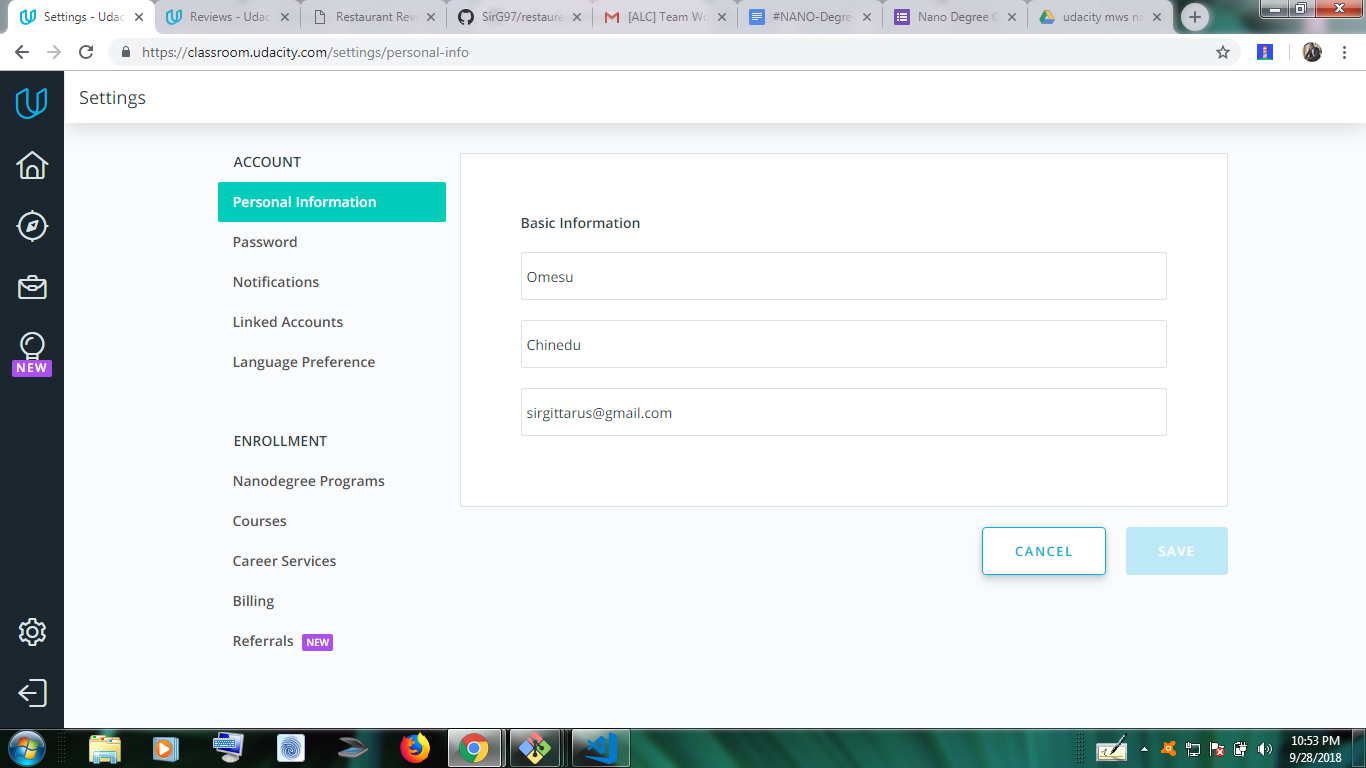 Settings - Udac
Reviews - Udac
Restaurant Revi
SirG97/restaure
[ALC] Team Wo
#NANO-Degre
Nano Degree
udacity mws na
https://classroom.udacity.com/settings/personal-info
Settings
ACCOUNT
Personal Information
Password
Notifications
Linked Accounts
Language Preference
ENROLLMENT
Nanodegree Programs
Courses
Career Services
Billing
Referrals NEW
NEW
Basic Information
Omesu
Chinedu
sirgittarus@gmail.com
CANCEL
SAVE
10:53 PM
9/28/2018